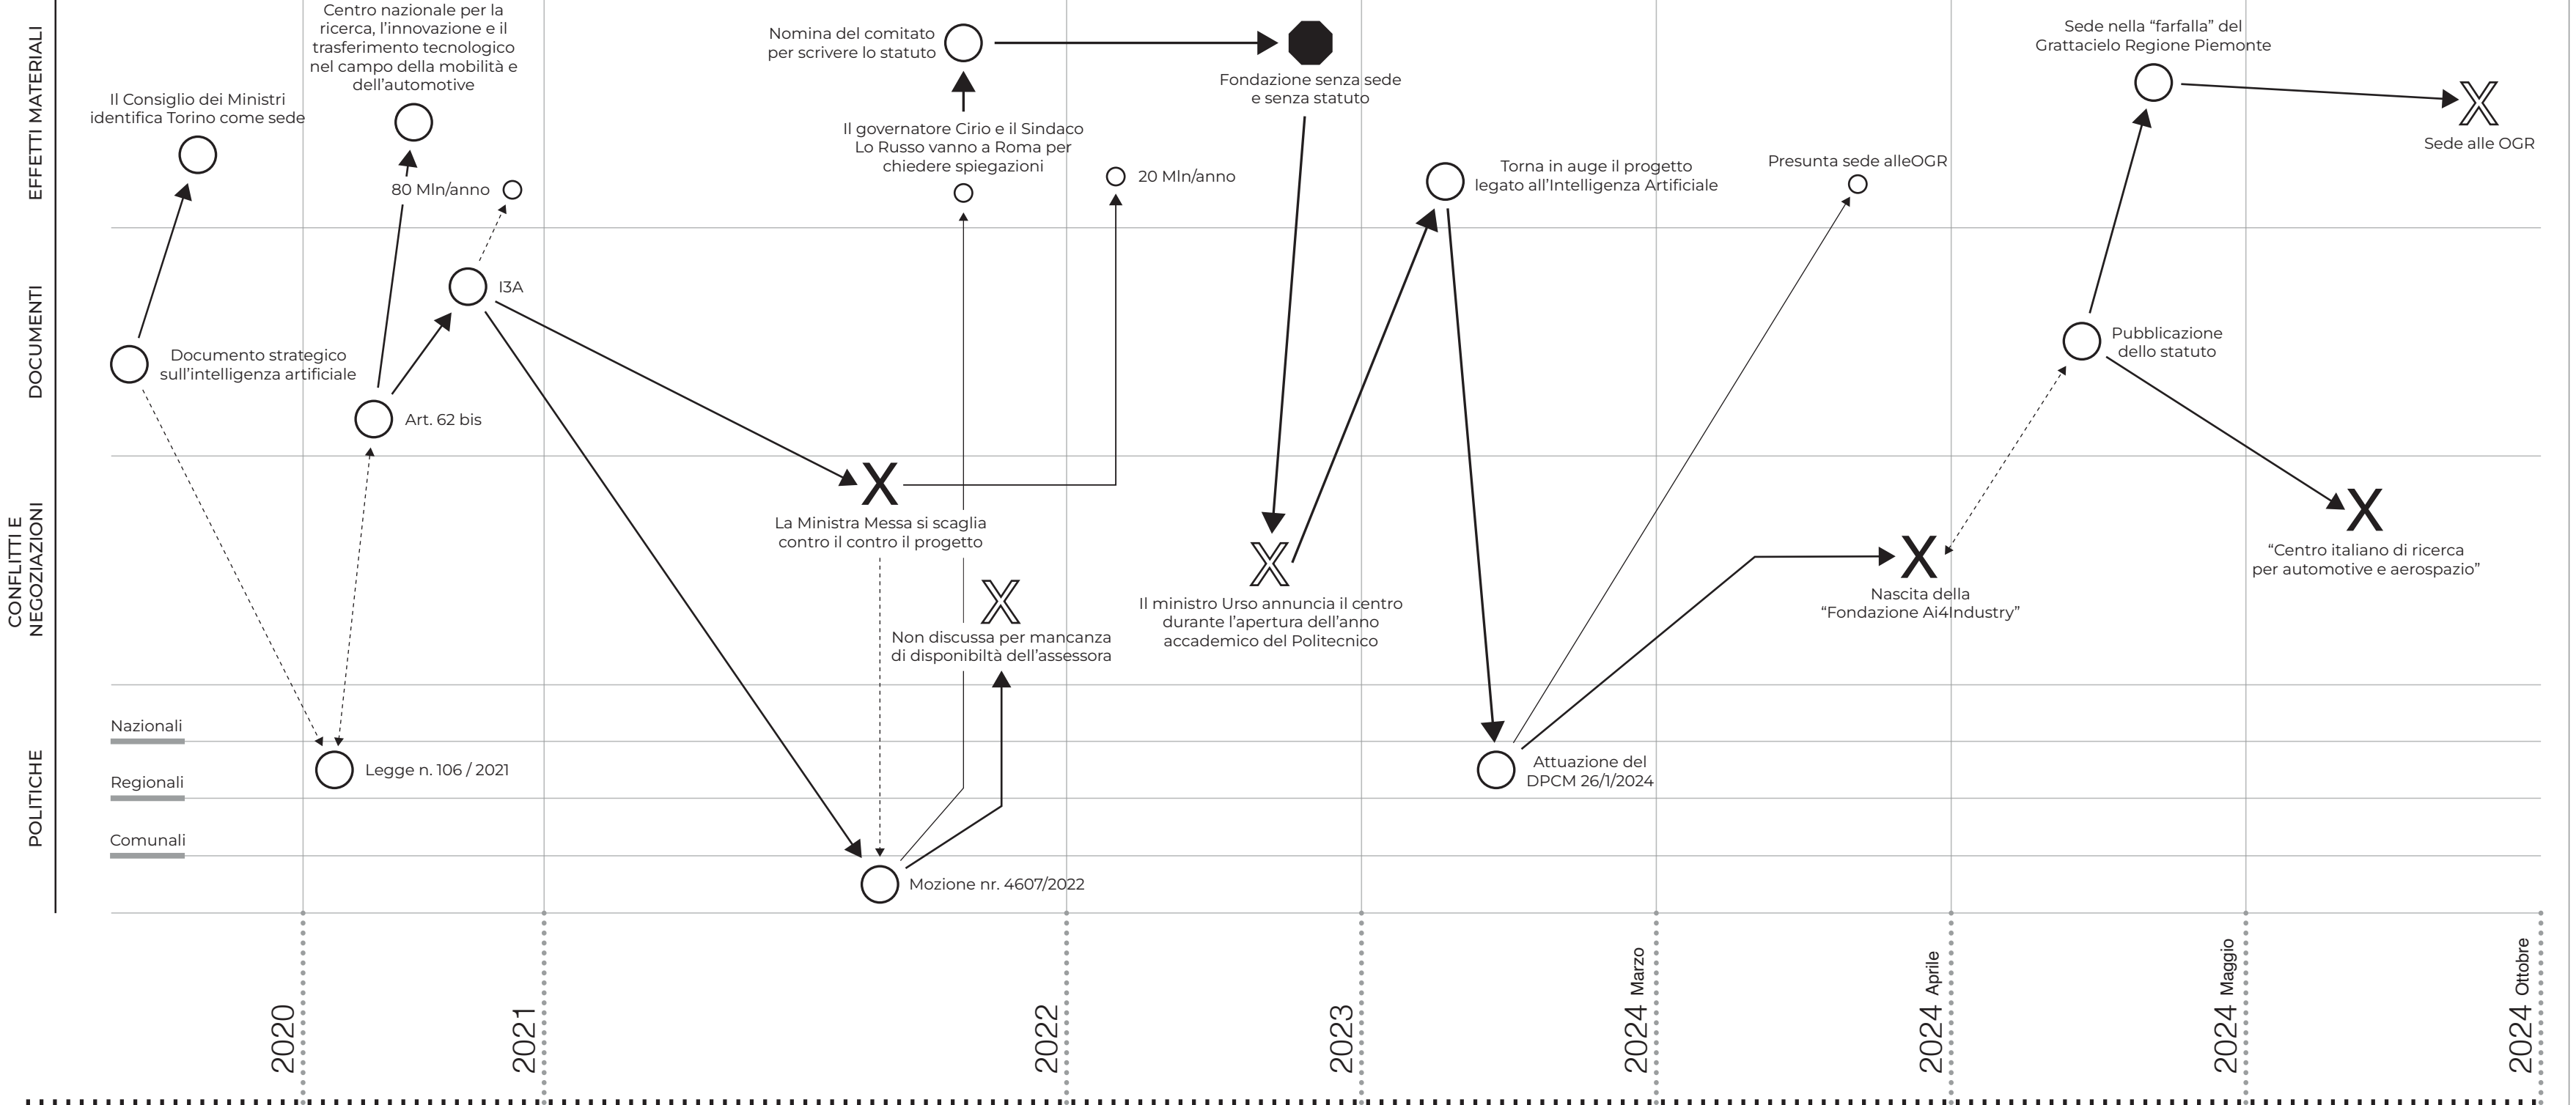 EFFETTI MATERIALI
DOCUMENTI
CONFLITTI E
NEGOZIAZIONI
POLITICHE
Centro nazionale per la
ricerca, l'innovazione e il
trasferimento tecnologico
nel campo della mobilità e
dell'automotive
Il Consiglio dei Ministri
identifica Torino come sede
80 Mln/anno
Nomina del comitato
per scrivere lo statuto
Il governatore Cirio e il Sindaco
Lo Russo vanno a Roma per
chiedere spiegazioni
20 Mln/anno
Fondazione senza sede
e senza statuto
Torna in auge il progetto
legato all'Intelligenza Artificiale
Presunta sede alleOGR
Sede nella “farfalla” del
Grattacielo Regione Piemonte
Sede alle OGR
I3A
Documento strategico
sull'intelligenza artificiale
Art. 62 bis
Pubblicazione
dello statuto
X
La Ministra Messa si scaglia
contro il contro il progetto
X
Non discussa per mancanza
di disponibiltà dell'assessora
X
Il ministro Urso annuncia il centro
durante l'apertura dell'anno
accademico del Politecnico
X
Nascita della
“Fondazione Ai4Industry”
X
“Centro italiano di ricerca
per automotive e aerospazio”
X
Nazionali
Regionali
Comunali
Legge n. 106 / 2021
Mozione nr. 4607/2022
Attuazione del
DPCM 26/1/2024
2020
2021
2022
2023
2024 Marzo
2024 Aprile
2024 Maggio
2024 Ottobre